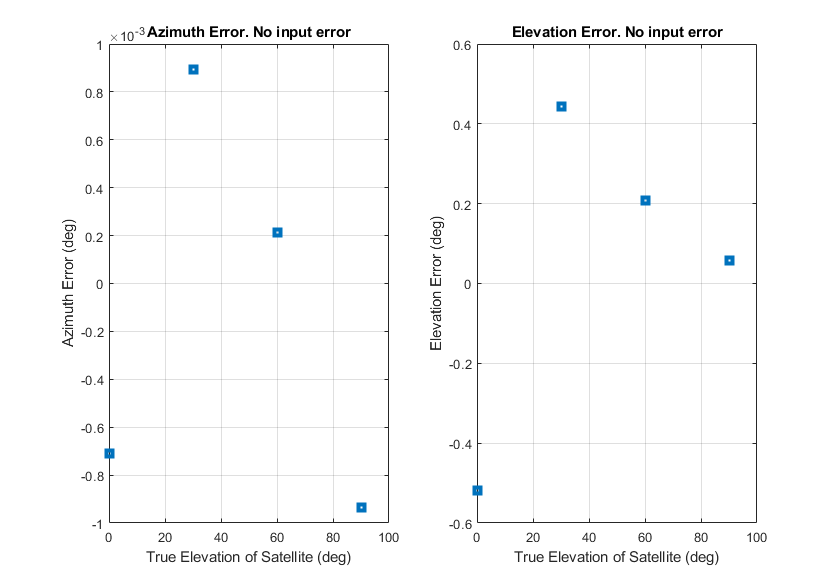 ×10-3 Azimuth Error. No input error
1
0.8
0.6
0.4
0.2
0
-0.2
-0.4
-0.6
-0.8
-1
Azimuth Error (deg)
0 20 40 60 80 100
True Elevation of Satellite (deg)
Elevation Error. No input error
0.6
0.4
0.2
0
-0.2
-0.4
-0.6
Elevation Error (deg)
0 20 40 60 80 100
True Elevation of Satellite (deg)